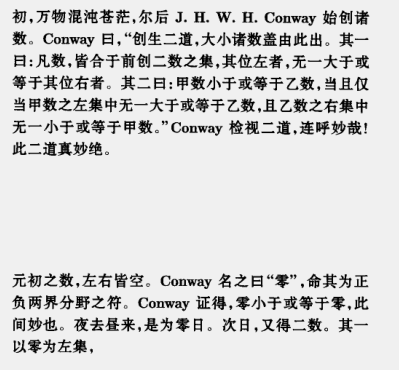 初,万物混沌苍茫,尔后 J. H. W. H. Conway 始创诸
数。Conway 曰,“创生二道,大小诸数盖由此出。其一
曰:凡数,皆合于前创二数之集,其位左者,无一大于或
等于其位右者。其二曰:甲数小于或等于乙数,当且仅
当甲数之左集中无一大于或等于乙数,且乙数之右集中
无一小于或等于甲数。”Conway 检视二道,连呼妙哉!
此二道真妙绝。
元初之数,左右皆空。Conway 名之曰“零”,命其为正
负两界分野之符。Conway 证得,零小于或等于零,此
间妙也。夜去昼来,是为零日。次日,又得二数。其一
以零为左集,